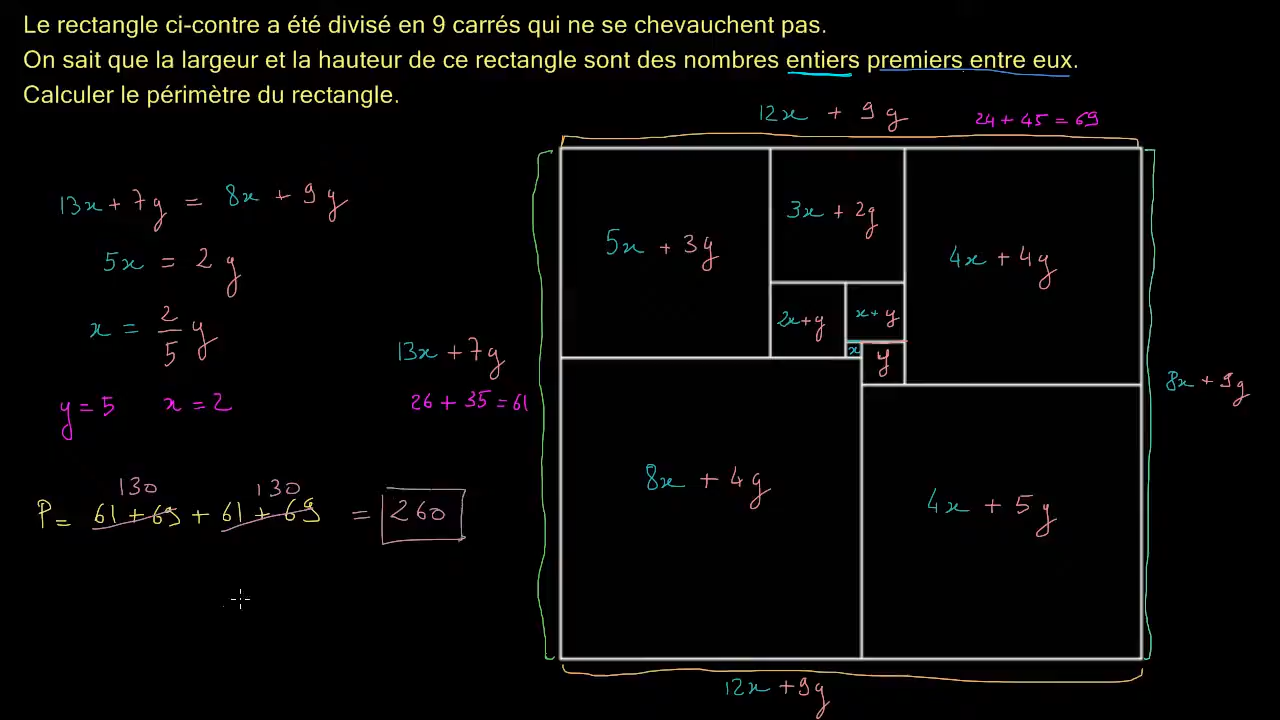 Le rectangle ci-contre a été divisé en 9 carrés qui ne se chevauchent pas.
On sait que la largeur et la hauteur de ce rectangle sont des nombres entiers premiers entre eux.
Calculer le périmètre du rectangle.
12x + 9y
24 + 45 = 69
13x + 7y = 8x + 9y
5x = 2y
x = 2/5 y
y = 5 x = 2
130 130
P = 61 + 69 + 61 + 69 = 260
13x + 7y
26 + 35 = 61
5x + 3y
3x + 2y
4x + 4y
2x + y
x + y
x
y
8x + 4y
4x + 5y
8x + 9y
12x + 9y